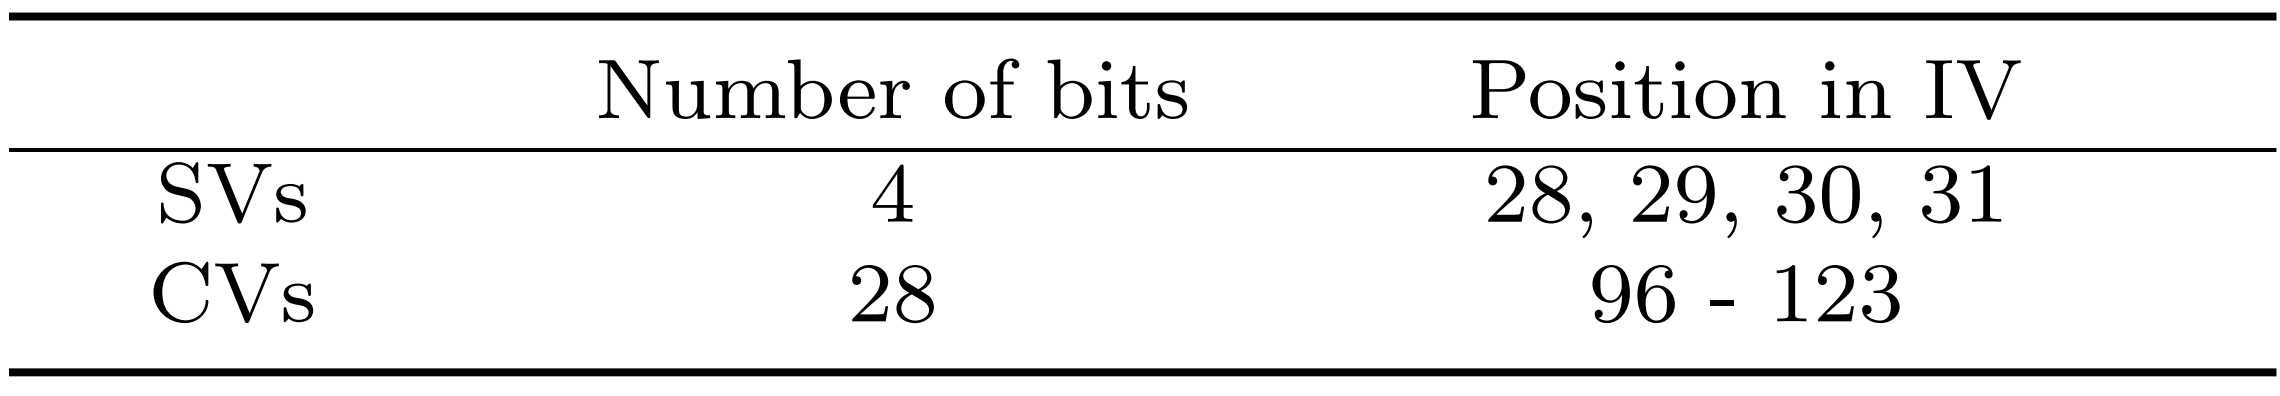 Number of bits Position in IV
SVs 4 28, 29, 30, 31
CVs 28 96 - 123